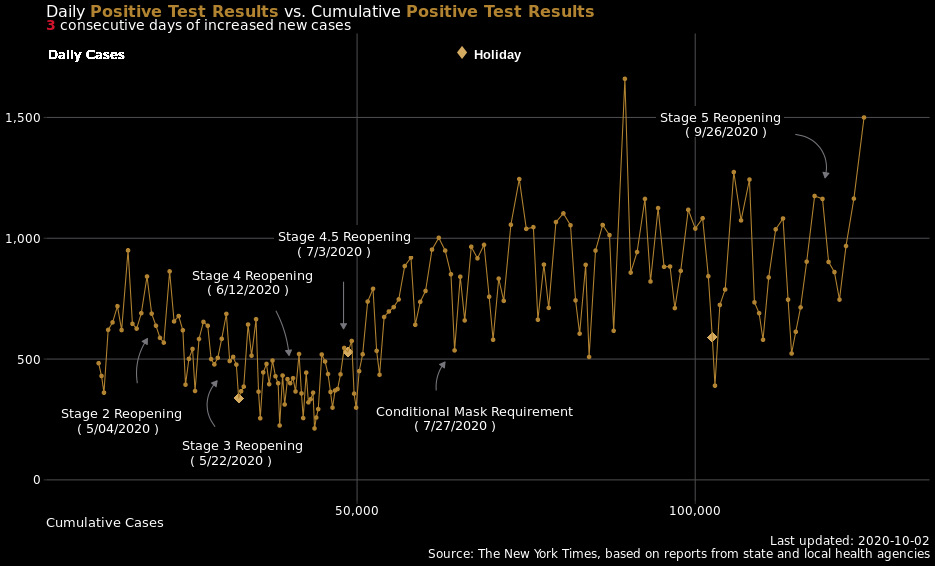 Daily Positive Test Results vs. Cumulative Positive Test Results
3 consecutive days of increased new cases
Daily Cases
Holiday
1,500
Stage 5 Reopening
( 9/26/2020 )
1,000
Stage 4.5 Reopening
( 7/3/2020 )
Stage 4 Reopening
( 6/12/2020 )
500
Stage 2 Reopening
( 5/04/2020 )
Conditional Mask Requirement
( 7/27/2020 )
Stage 3 Reopening
( 5/22/2020 )
0
50,000
100,000
Cumulative Cases
Last updated: 2020-10-02
Source: The New York Times, based on reports from state and local health agencies